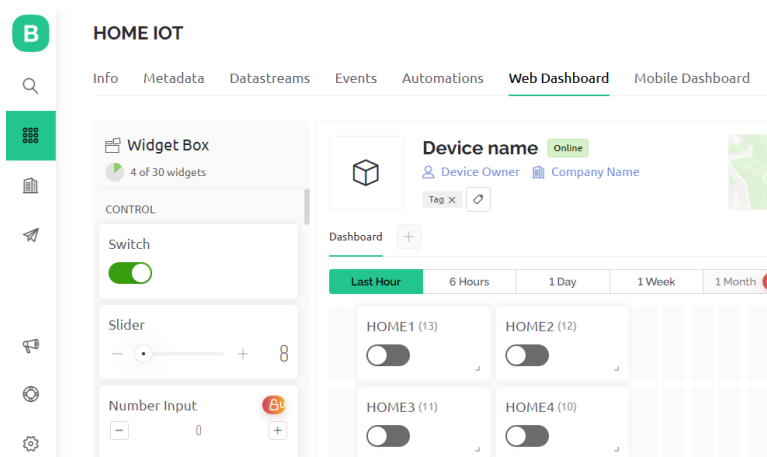 B
HOME IOT
Info Metadata Datastreams Events Automations Web Dashboard Mobile Dashboard
Widget Box
4 of 30 widgets
CONTROL
Switch
Slider
– + 8
Number Input
– 0 +
Device name Online
Device Owner Company Name
Tag ×
Dashboard +
Last Hour 6 Hours 1 Day 1 Week 1 Month
HOME1 (13) HOME2 (12)
HOME3 (11) HOME4 (10)